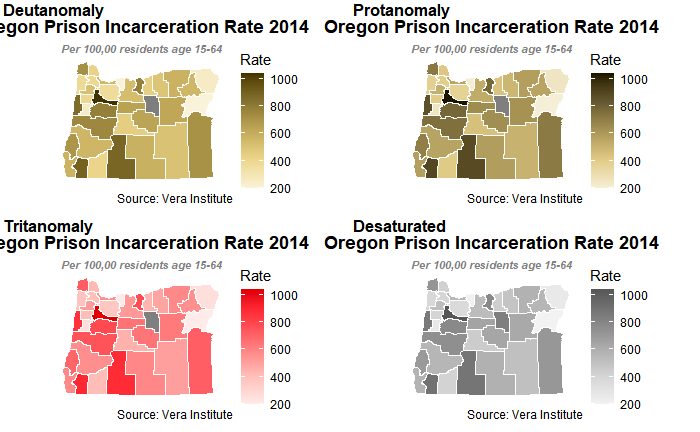 Deutanomaly
egon Prison Incarceration Rate 2014
Per 100,00 residents age 15-64
Rate
1000
800
600
400
200
Source: Vera Institute
Protanomaly
Oregon Prison Incarceration Rate 2014
Per 100,00 residents age 15-64
Rate
1000
800
600
400
200
Source: Vera Institute
Tritanomaly
egon Prison Incarceration Rate 2014
Per 100,00 residents age 15-64
Rate
1000
800
600
400
200
Source: Vera Institute
Desaturated
Oregon Prison Incarceration Rate 2014
Per 100,00 residents age 15-64
Rate
1000
800
600
400
200
Source: Vera Institute